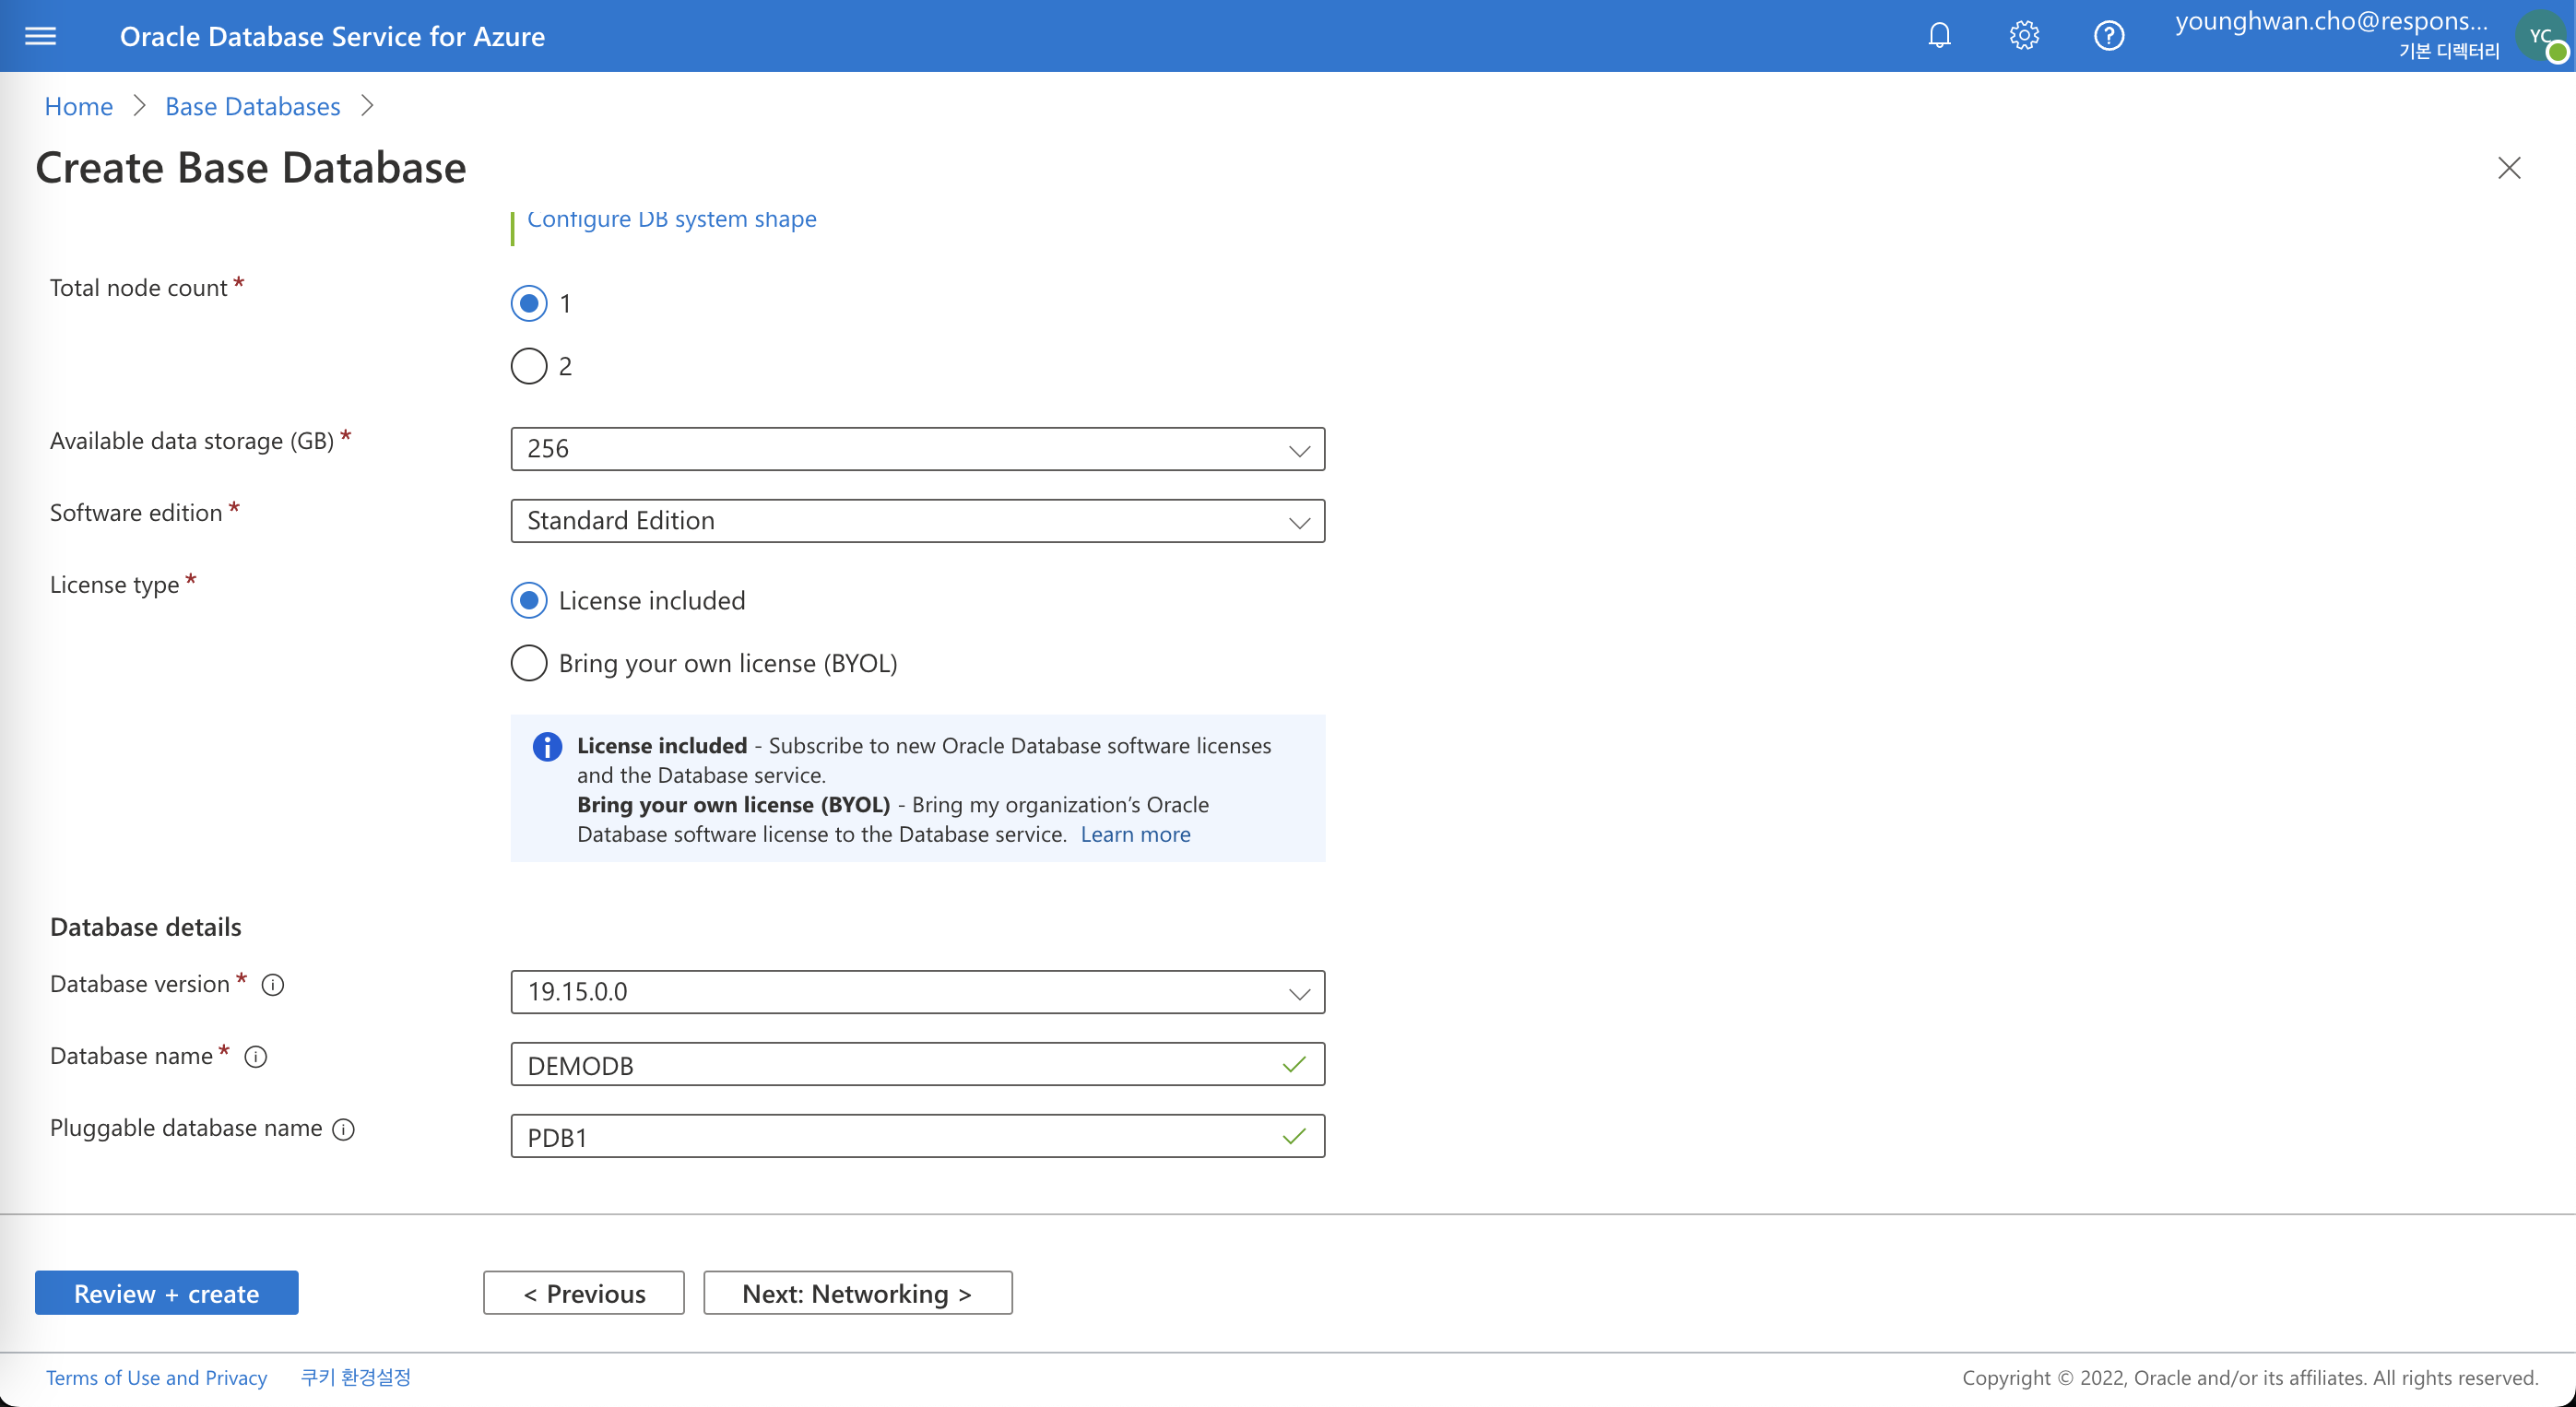 Oracle Database Service for Azure
younghwan.cho@respons...
기본 디렉터리
YC
Home
Base Databases
Create Base Database
Configure DB system shape
Total node count *
1
2
Available data storage (GB) *
256
Software edition *
Standard Edition
License type *
License included
Bring your own license (BYOL)
License included - Subscribe to new Oracle Database software licenses
and the Database service.
Bring your own license (BYOL) - Bring my organization’s Oracle
Database software license to the Database service. Learn more
Database details
Database version *
19.15.0.0
Database name *
DEMODB
Pluggable database name
PDB1
Review + create
< Previous
Next: Networking >
Terms of Use and Privacy
쿠키 환경설정
Copyright © 2022, Oracle and/or its affiliates. All rights reserved.